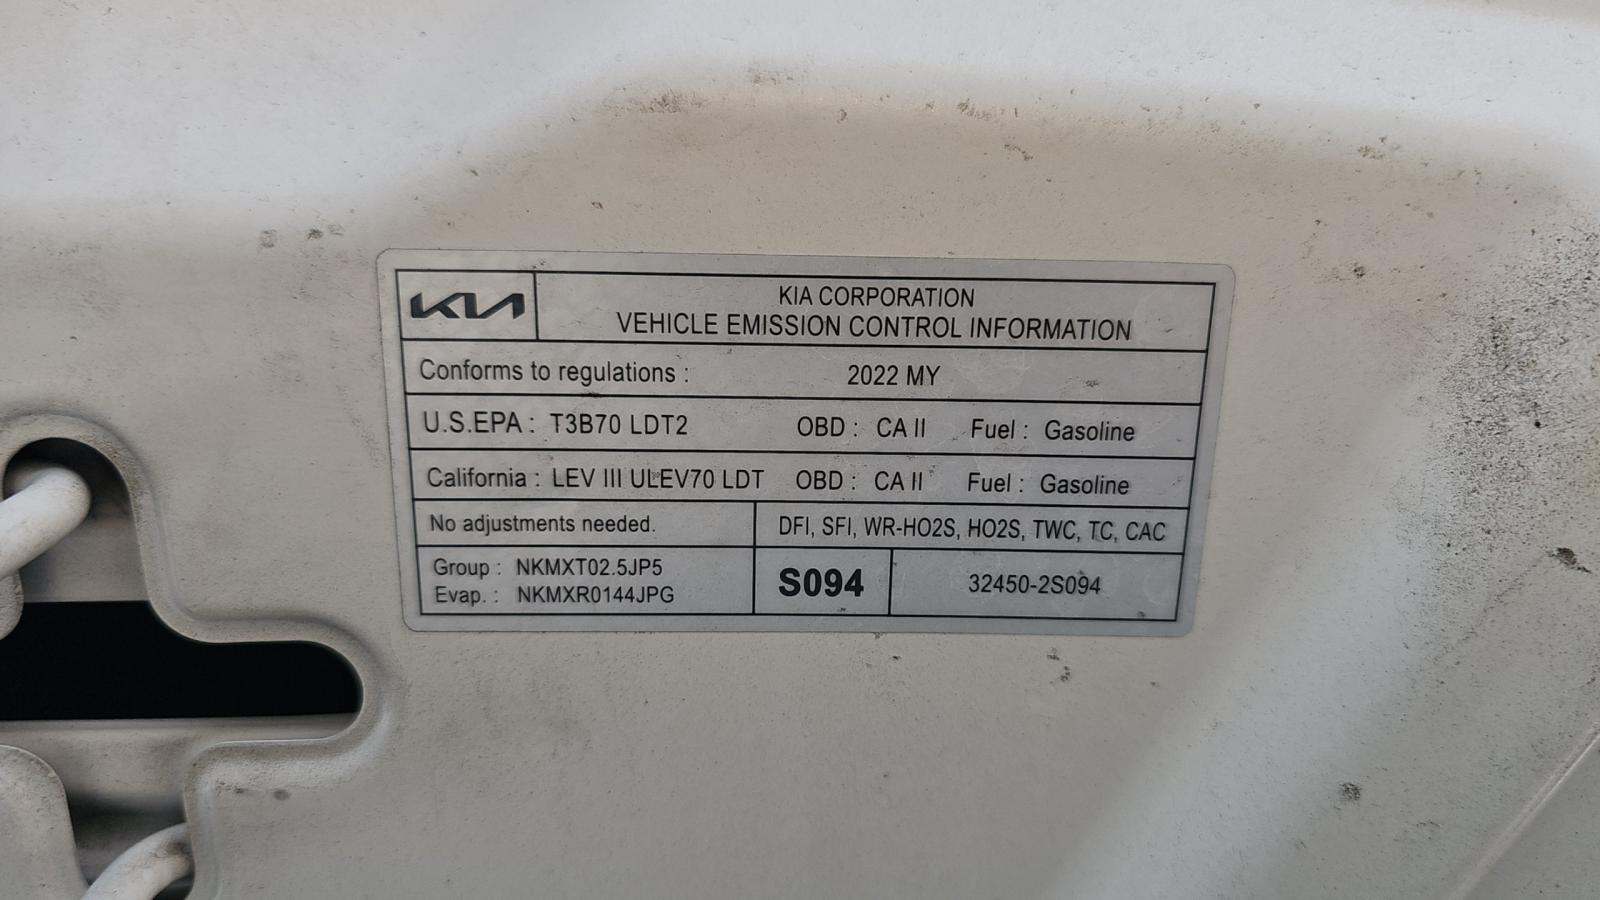 KIA
KIA CORPORATION
VEHICLE EMISSION CONTROL INFORMATION
Conforms to regulations : 2022 MY
U.S.EPA : T3B70 LDT2 OBD : CA II Fuel : Gasoline
California : LEV III ULEV70 LDT OBD : CA II Fuel : Gasoline
No adjustments needed. DFI, SFI, WR-HO2S, HO2S, TWC, TC, CAC
Group : NKMXT02.5JP5
Evap. : NKMXR0144JPG
S094
32450-2S094